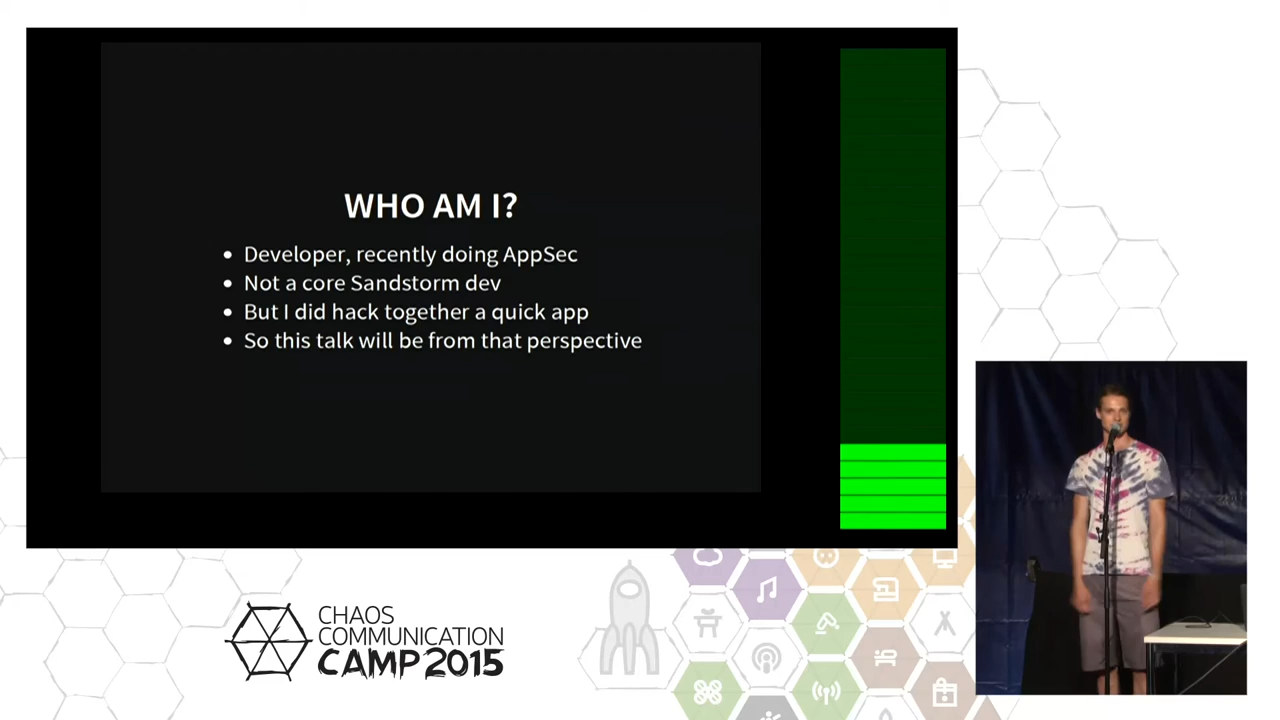 WHO AM I?
Developer, recently doing AppSec
Not a core Sandstorm dev
But I did hack together a quick app
So this talk will be from that perspective
CHAOS
COMMUNICATION
CAMP 2015